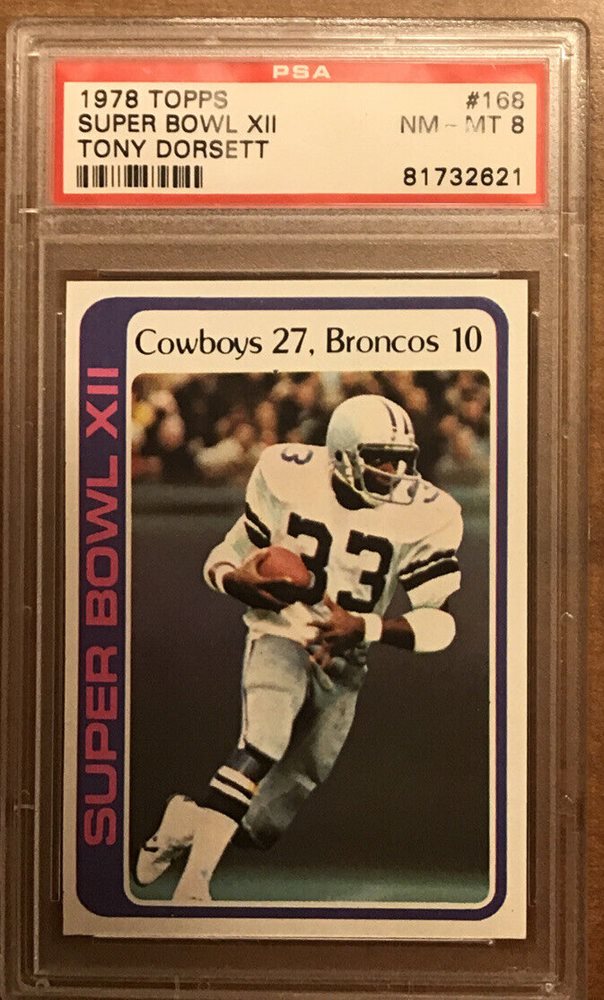 PSA
1978 TOPPS #168
SUPER BOWL XII NM - MT 8
TONY DORSETT
81732621
Cowboys 27, Broncos 10
SUPER BOWL XII
33
33